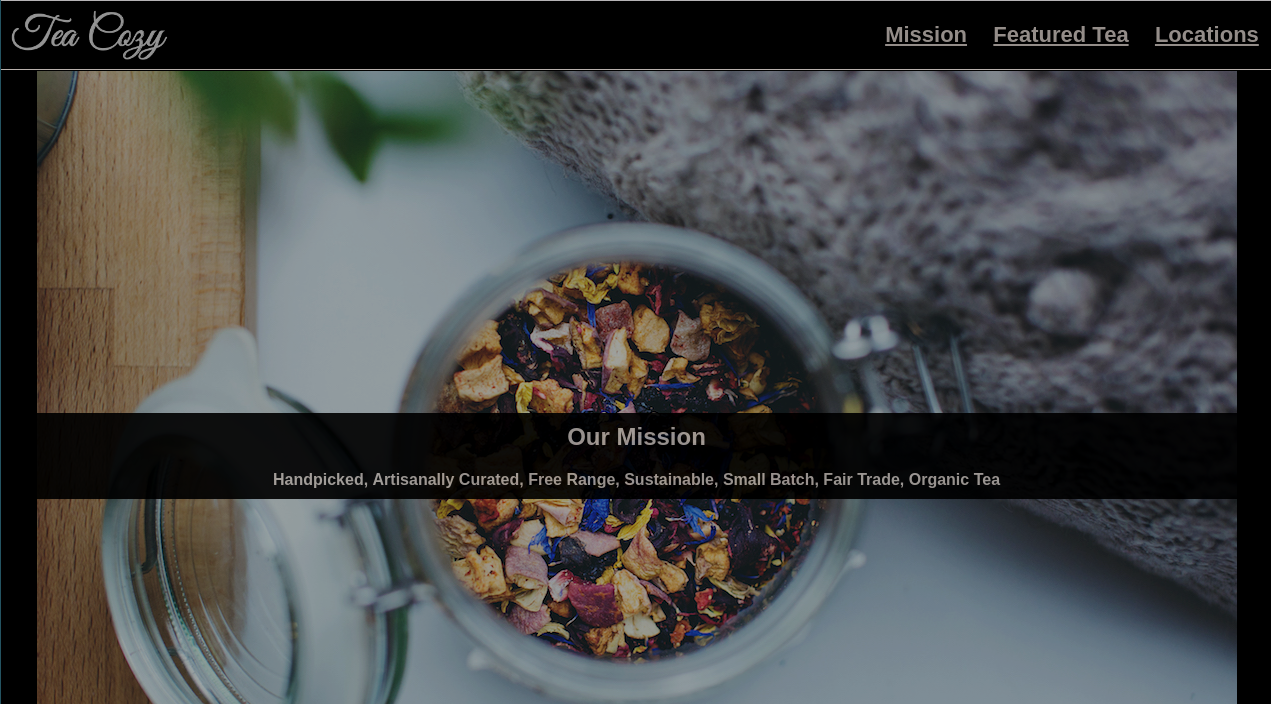 Tea Cozy
Mission Featured Tea Locations
Our Mission
Handpicked, Artisanally Curated, Free Range, Sustainable, Small Batch, Fair Trade, Organic Tea